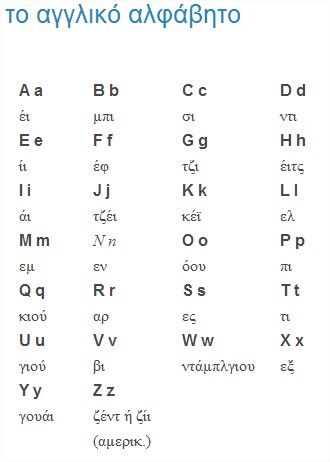 το αγγλικό αλφάβητο
A a B b C c D d
έι μπι σι ντι
E e F f G g H h
ίι έφ τζι έιτς
I i J j K k L l
άι τζέι κέϊ ελ
M m N n O o P p
εμ εν όου πι
Q q R r S s T t
κιού αρ ες τι
U u V v W w X x
γιού βι ντάμπλγιου εξ
Y y Z z
γουάι ζέντ ή ζίι
(αμερικ.)